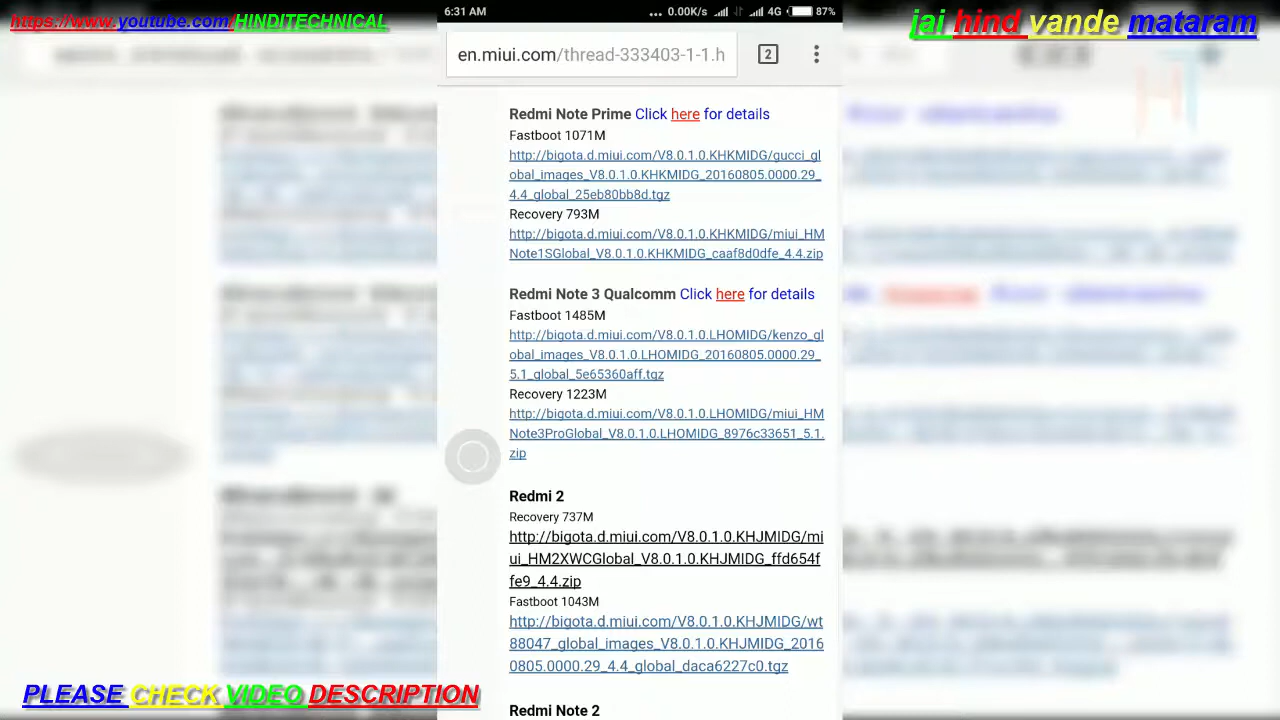 https://www.youtube.com/HINDITECHNICAL
jai hind vande mataram
6:31 AM ... 0.00K/s 4G 87%
en.miui.com/thread-333403-1-1.h 2
Redmi Note Prime Click here for details
Fastboot 1071M
http://bigota.d.miui.com/V8.0.1.0.KHKMIDG/gucci_gl
obal_images_V8.0.1.0.KHKMIDG_20160805.0000.29_
4.4_global_25eb80bb8d.tgz
Recovery 793M
http://bigota.d.miui.com/V8.0.1.0.KHKMIDG/miui_HM
Note1SGlobal_V8.0.1.0.KHKMIDG_caaf8d0dfe_4.4.zip
Redmi Note 3 Qualcomm Click here for details
Fastboot 1485M
http://bigota.d.miui.com/V8.0.1.0.LHOMIDG/kenzo_gl
obal_images_V8.0.1.0.LHOMIDG_20160805.0000.29_
5.1_global_5e65360aff.tgz
Recovery 1223M
http://bigota.d.miui.com/V8.0.1.0.LHOMIDG/miui_HM
Note3ProGlobal_V8.0.1.0.LHOMIDG_8976c33651_5.1.
zip
Redmi 2
Recovery 737M
http://bigota.d.miui.com/V8.0.1.0.KHJMIDG/mi
ui_HM2XWCGlobal_V8.0.1.0.KHJMIDG_ffd654f
fe9_4.4.zip
Fastboot 1043M
http://bigota.d.miui.com/V8.0.1.0.KHJMIDG/wt
88047_global_images_V8.0.1.0.KHJMIDG_2016
0805.0000.29_4.4_global_daca6227c0.tgz
Redmi Note 2
PLEASE CHECK VIDEO DESCRIPTION